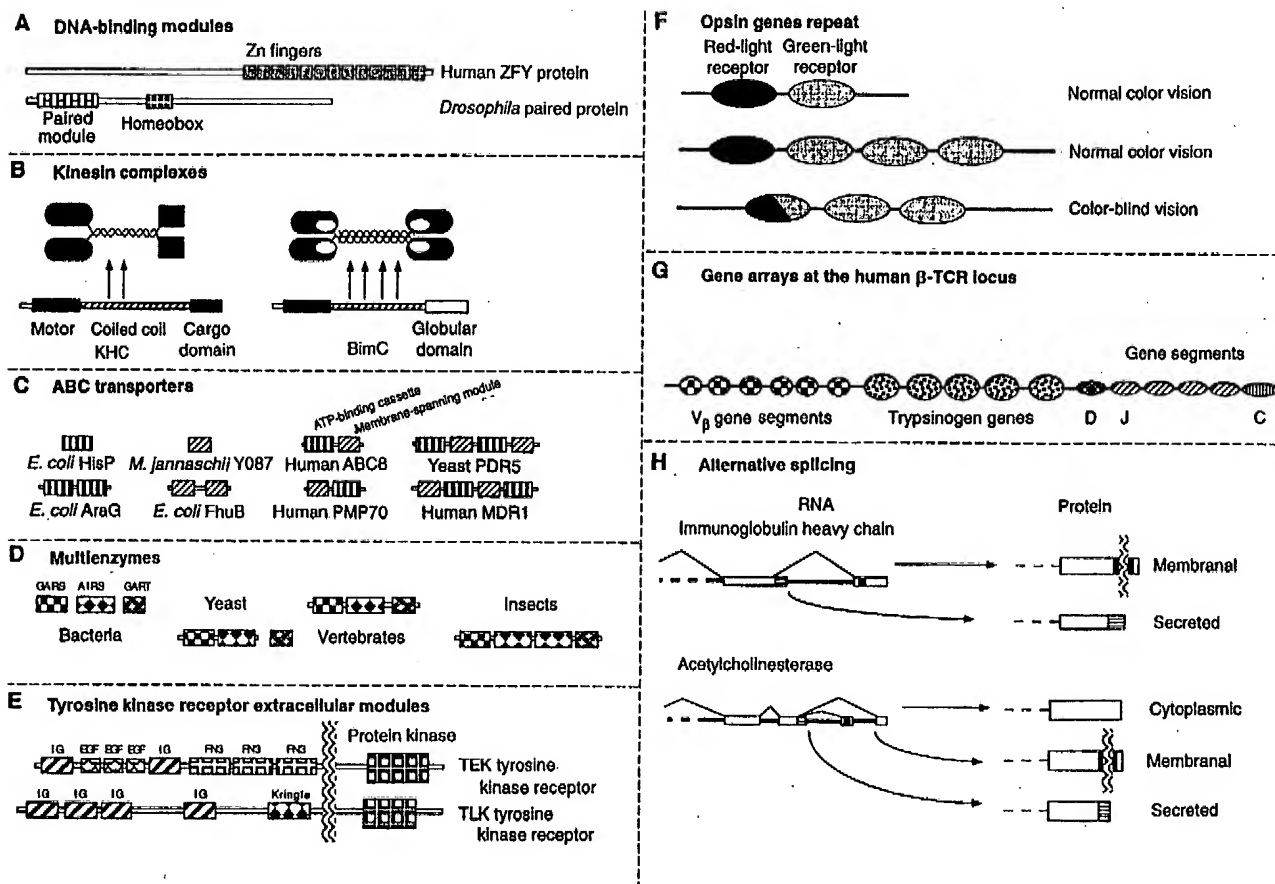 A DNA-binding modules
Zn fingers
Human ZFY protein
Drosophila paired protein
Paired module
Homeobox
B Kinesin complexes
Motor
Coiled coil
KHC
Cargo domain
BimC
Globular domain
C ABC transporters
ATP-binding cassette
Membrane-spanning module
E. coli HisP
M. jannaschii Y087
Human ABC8
Yeast PDR5
E. coli AraG
E. coli FhuB
Human PMP70
Human MDR1
D Multienzymes
GARS AIRS GART
Yeast
Insects
Bacteria
Vertebrates
E Tyrosine kinase receptor extracellular modules
Protein kinase
IG EGF EGF EGF IG FN3 FN3 FN3
TEK tyrosine
kinase receptor
IG IG IG IG Kringle
TLK tyrosine
kinase receptor
F Opsin genes repeat
Red-light receptor
Green-light receptor
Normal color vision
Normal color vision
Color-blind vision
G Gene arrays at the human β-TCR locus
Gene segments
Vβ gene segments
Trypsinogen genes
D J C
H Alternative splicing
RNA
Protein
Immunoglobulin heavy chain
Membranal
Secreted
Acetylcholinesterase
Cytoplasmic
Membranal
Secreted